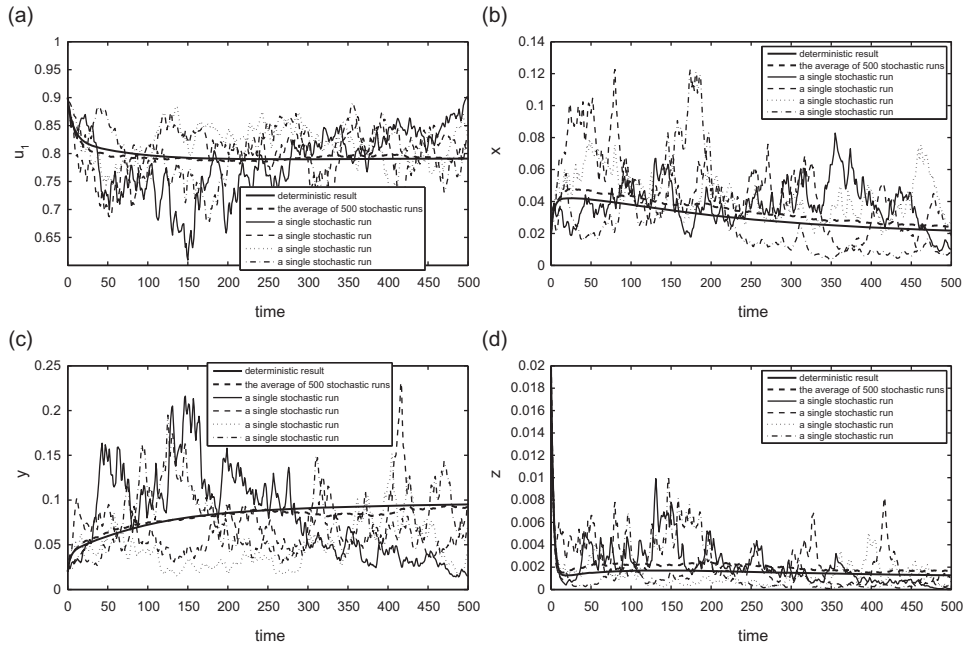 (a)
1
0.95
0.9
0.85
0.8
0.75
0.7
0.65
u1
0 50 100 150 200 250 300 350 400 450 500
time
deterministic result
the average of 500 stochastic runs
a single stochastic run
a single stochastic run
a single stochastic run
a single stochastic run
(b)
0.14
0.12
0.1
0.08
0.06
0.04
0.02
0
x
0 50 100 150 200 250 300 350 400 450 500
time
deterministic result
the average of 500 stochastic runs
a single stochastic run
a single stochastic run
a single stochastic run
a single stochastic run
(c)
0.25
0.2
0.15
0.1
0.05
0
y
0 50 100 150 200 250 300 350 400 450 500
time
deterministic result
the average of 500 stochastic runs
a single stochastic run
a single stochastic run
a single stochastic run
a single stochastic run
(d)
0.02
0.018
0.016
0.014
0.012
0.01
0.008
0.006
0.004
0.002
0
z
0 50 100 150 200 250 300 350 400 450 500
time
deterministic result
the average of 500 stochastic runs
a single stochastic run
a single stochastic run
a single stochastic run
a single stochastic run